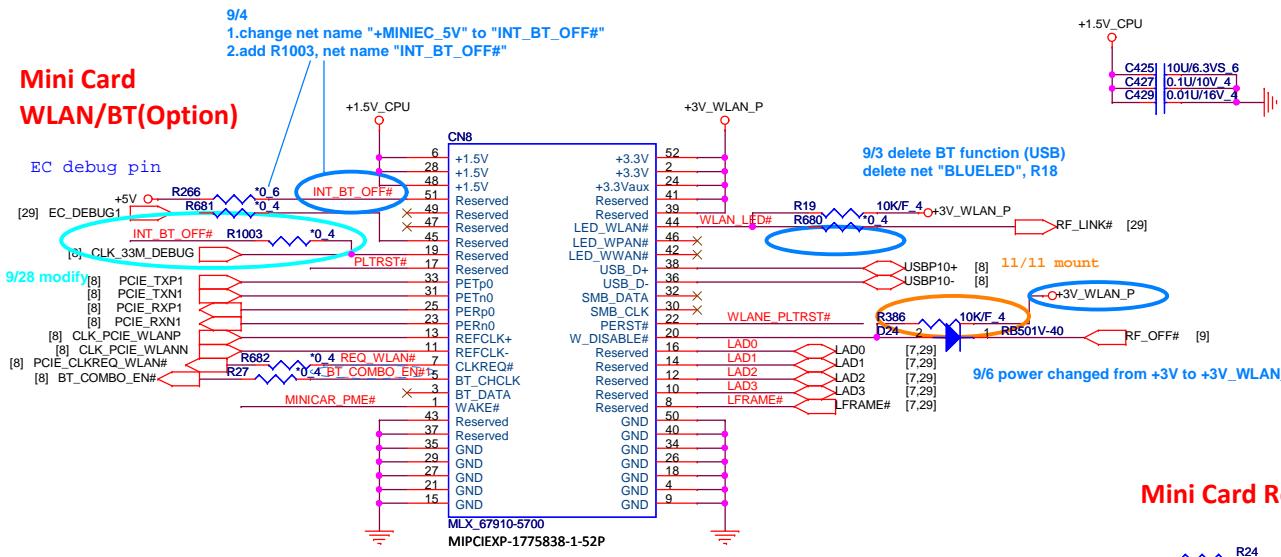 9/4
1.change net name "+MINIEC_5V" to "INT_BT_OFF#"
2.add R1003, net name "INT_BT_OFF#"
+1.5V_CPU
C425 10U/6.3VS_6
C427 0.1U/10V_4
C429 0.01U/16V_4
Mini Card
WLAN/BT(Option)
+1.5V_CPU
+3V_WLAN_P
CN8
EC debug pin
9/3 delete BT function (USB)
delete net "BLUELED", R18
6 +1.5V +3.3V 52
28 +1.5V +3.3V 2
48 +1.5V +3.3Vaux 24
+5V R266 *0_6 INT_BT_OFF# 51 Reserved Reserved 41
[29] EC_DEBUG1 R681 *0_4 49 Reserved Reserved 39 R19 10K/F_4 +3V_WLAN_P
47 Reserved LED_WLAN# 44 WLAN_LED# R680 *0_4 RF_LINK# [29]
INT_BT_OFF# R1003 *0_4 45 Reserved LED_WPAN# 46
[8] CLK_33M_DEBUG 19 Reserved LED_WWAN# 42
PLTRST# 17 Reserved USB_D+ 38 USBP10+ [8]
9/28 modify
11/11 mount
[8] PCIE_TXP1 33 PETp0 USB_D- 36 USBP10- [8]
[8] PCIE_TXN1 31 PETn0 SMB_DATA 32 +3V_WLAN_P
[8] PCIE_RXP1 25 PERp0 SMB_CLK 30
[8] PCIE_RXN1 23 PERn0 PERST# 22 WLANE_PLTRST# R386 10K/F_4
[8] CLK_PCIE_WLANP 13 REFCLK+ W_DISABLE# 20 D24 2 1 RB501V-40 RF_OFF# [9]
[8] CLK_PCIE_WLANN 11 REFCLK- Reserved 16 LAD0 LAD0 [7,29]
[8] PCIE_CLKREQ_WLAN# R682 *0_4 REQ_WLAN# 7 CLKREQ# Reserved 14 LAD1 LAD1 [7,29]
[8] BT_COMBO_EN# R27 *0_4 BT_COMBO_EN#1 5 BT_CHCLK Reserved 12 LAD2 LAD2 [7,29]
9/6 power changed from +3V to +3V_WLAN
3 BT_DATA Reserved 10 LAD3 LAD3 [7,29]
MINICAR_PME# 1 WAKE# Reserved 8 LFRAME# LFRAME# [7,29]
43 Reserved GND 50
37 Reserved GND 40
35 GND GND 34
29 GND GND 26
27 GND GND 18
21 GND GND 4
15 GND GND 9
MLX_67910-5700
MIPCIEXP-1775838-1-52P
Mini Card R
R24